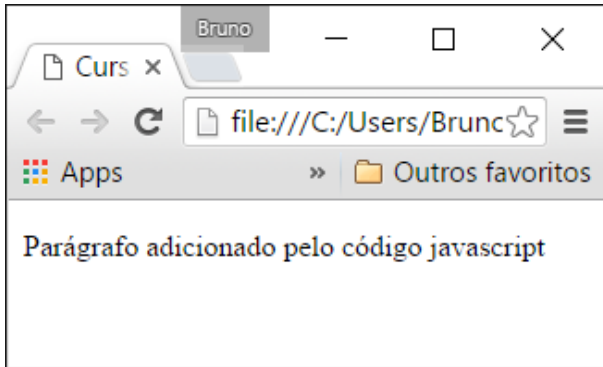 Bruno
Curs
file:///C:/Users/Brunc
Apps
» Outros favoritos
Parágrafo adicionado pelo código javascript